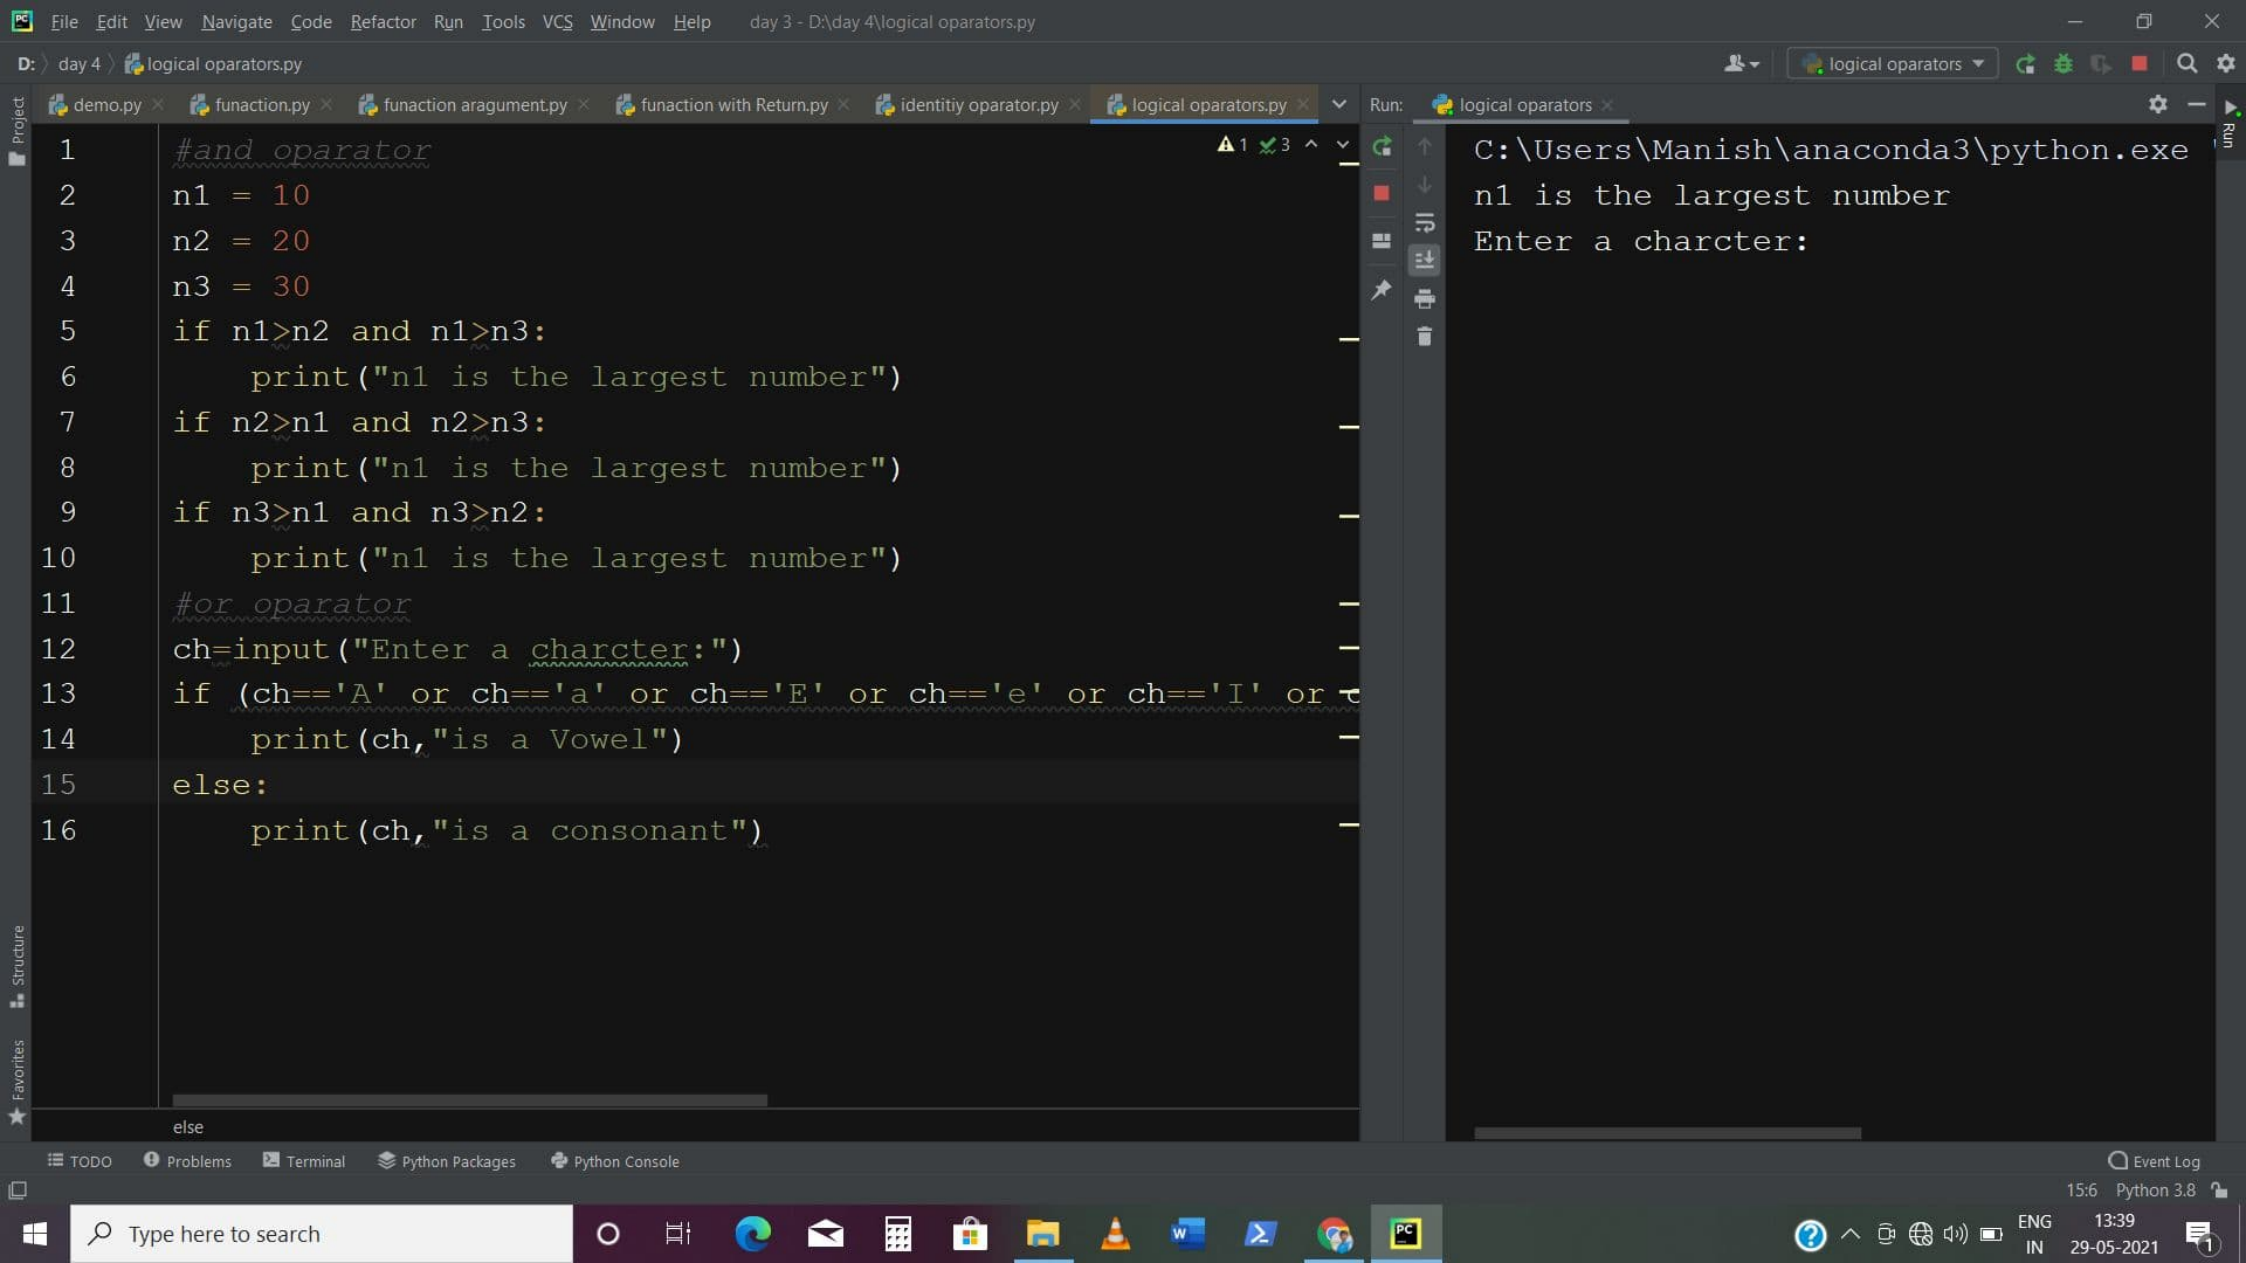 File Edit View Navigate Code Refactor Run Tools VCS Window Help day 3 - D:\day 4\logical oparators.py
D: day 4 logical oparators.py logical oparators
demo.py funaction.py funaction aragument.py funaction with Return.py identitiy oparator.py logical oparators.py Run: logical oparators
Project
Run
1 3
1 #and oparator
2 n1 = 10
3 n2 = 20
4 n3 = 30
5 if n1>n2 and n1>n3:
6 print("n1 is the largest number")
7 if n2>n1 and n2>n3:
8 print("n1 is the largest number")
9 if n3>n1 and n3>n2:
10 print("n1 is the largest number")
11 #or oparator
12 ch=input("Enter a charcter:")
13 if (ch=='A' or ch=='a' or ch=='E' or ch=='e' or ch=='I' or c
14 print(ch,"is a Vowel")
15 else:
16 print(ch,"is a consonant")
C:\Users\Manish\anaconda3\python.exe
n1 is the largest number
Enter a charcter:
Structure
Favorites
else
TODO Problems Terminal Python Packages Python Console Event Log
15:6 Python 3.8
Type here to search
ENG
IN
13:39
29-05-2021
1